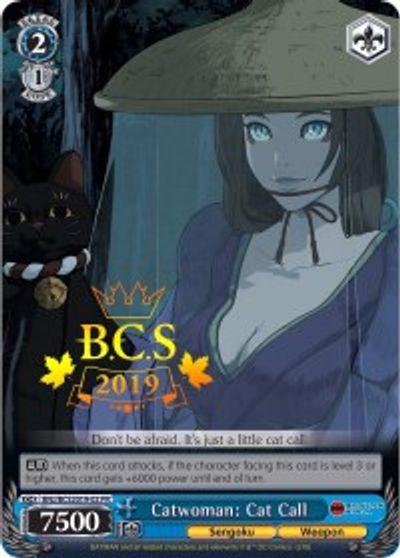 2
1
B.C.S
2019
Don't be afraid. It's just a little cat call.
When this card attacks, if the character facing this card is level 3 or
higher, this card gets +6000 power until end of turn.
7500
Catwoman: Cat Call
Sengoku
Weapon